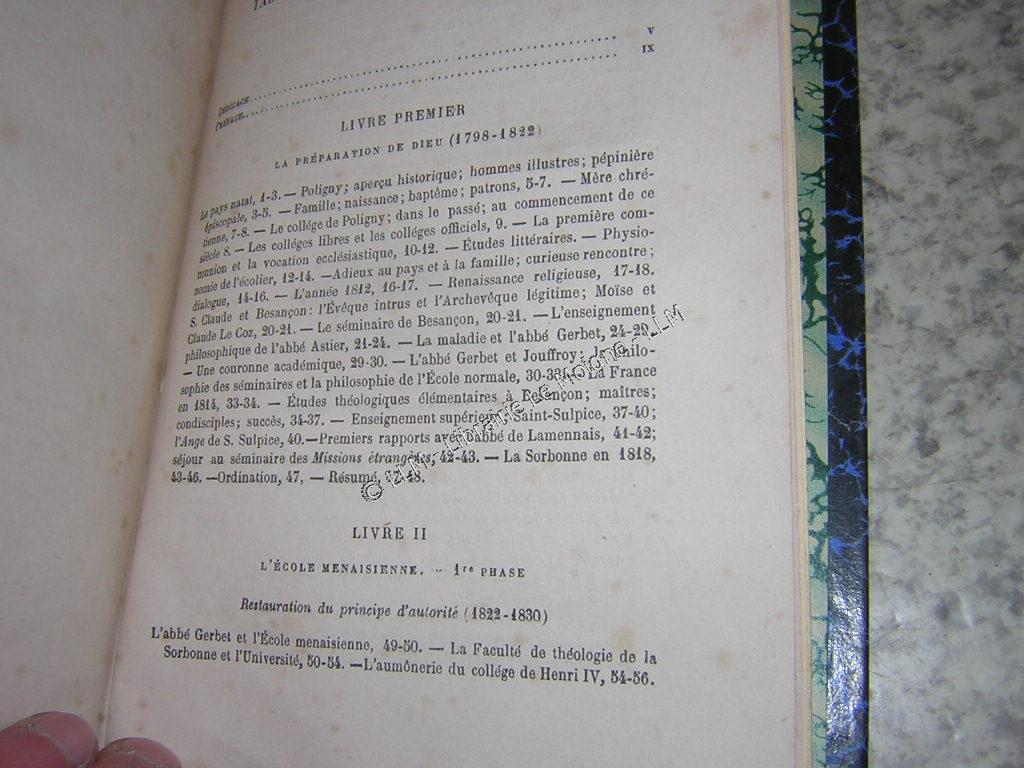 DÉDICACE.......... V
PRÉFACE.......... IX
LIVRE PREMIER
LA PRÉPARATION DE DIEU (1798-1822)
Le pays natal, 1-3. — Poligny; aperçu historique; hommes illustres; pépinière
épiscopale, 3-5. — Famille; naissance; baptême; patrons, 5-7. — Mère chré-
tienne, 7-8. — Le collége de Poligny; dans le passé; au commencement de ce
siècle 8. — Les colléges libres et les colléges officiels, 9. — La première com-
munion et la vocation ecclésiastique, 10-12. — Études littéraires. — Physio-
nomie de l'écolier, 12-14. —Adieux au pays et à la famille; curieuse rencontre;
dialogue, 14-16. — L'année 1812, 16-17. — Renaissance religieuse, 17-18.
S. Claude et Besançon: l'Évêque intrus et l'Archevêque légitime; Moïse et
Claude Le Coz, 20-21. — Le séminaire de Besançon, 20-21. —L'enseignement
philosophique de l'abbé Astier, 21-24. — La maladie et l'abbé Gerbet, 24-29.
— Une couronne académique, 29-30. — L'abbé Gerbet et Jouffroy; la philo-
sophie des séminaires et la philosophie de l'École normale, 30-33. — La France
en 1814, 33-34. — Études théologiques élémentaires à Besançon; maîtres;
condisciples; succès, 34-37. — Enseignement supérieur; Saint-Sulpice, 37-40;
l'Ange de S. Sulpice, 40.—Premiers rapports avec l'abbé de Lamennais, 41-42;
séjour au séminaire des Missions étrangères, 42-43. — La Sorbonne en 1818,
43-46. —Ordination, 47, — Résumé, 47-48.
LIVRE II
L'ÉCOLE MENAISIENNE. — 1re PHASE
Restauration du principe d'autorité (1822-1830)
L'abbé Gerbet et l'École menaisienne, 49-50. — La Faculté de théologie de la
Sorbonne et l'Université, 50-54. —L'aumônerie du collége de Henri IV, 54-56.